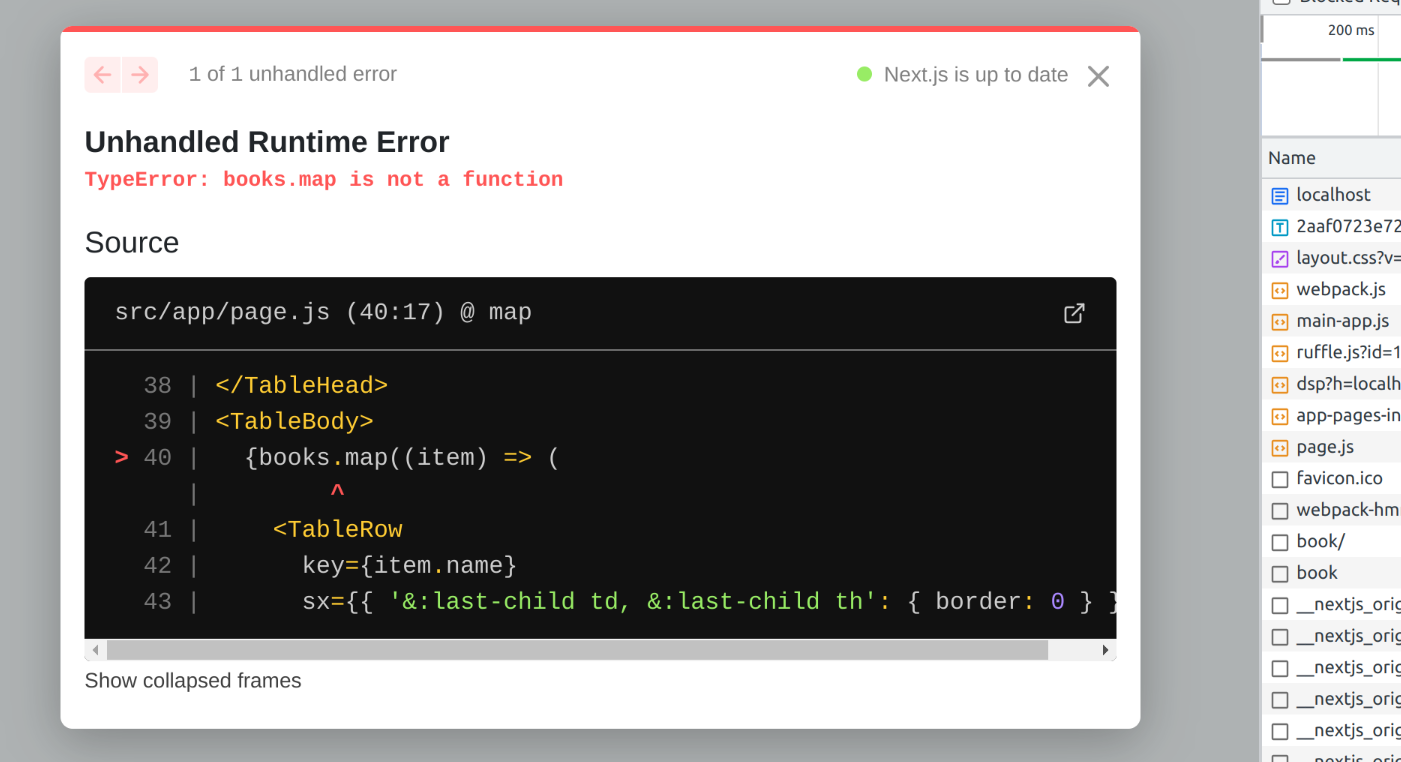 1 of 1 unhandled error
Next.js is up to date
Unhandled Runtime Error
TypeError: books.map is not a function
Source
src/app/page.js (40:17) @ map
38 | </TableHead>
39 | <TableBody>
> 40 | {books.map((item) => (
| ^
41 | <TableRow
42 | key={item.name}
43 | sx={{ '&:last-child td, &:last-child th': { border: 0 } }
Show collapsed frames
200 ms
Name
localhost
2aaf0723e72
layout.css?v=
webpack.js
main-app.js
ruffle.js?id=1
dsp?h=localh
app-pages-in
page.js
favicon.ico
webpack-hm
book/
book
__nextjs_orig
__nextjs_orig
__nextjs_orig
__nextjs_orig
__nextjs_orig